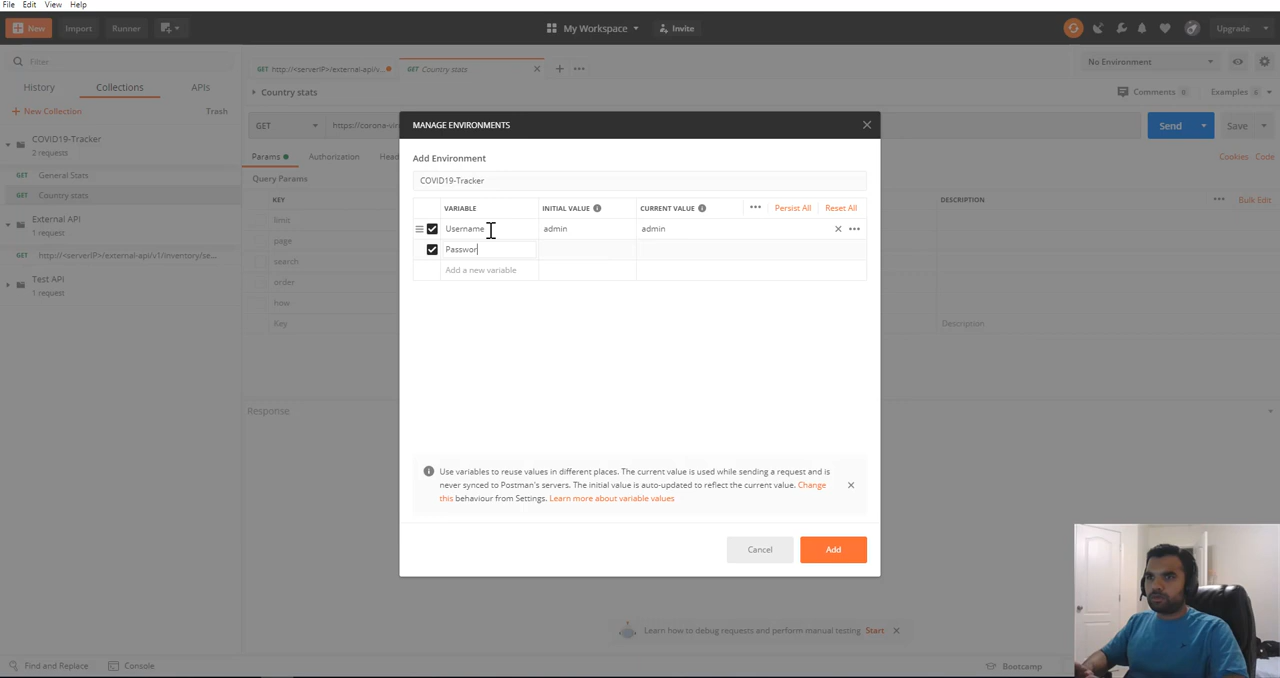 File Edit View Help
New Import Runner My Workspace Invite Upgrade
Filter GET http://<serverIP>/external-api/v... GET Country stats No Environment
History Collections APIs
Country stats Comments 0 Examples 6
New Collection Trash
GET https://corona-vir Send Save
COVID19-Tracker
2 requests
Params Authorization Head Cookies Code
GET General Stats
Query Params
GET Country stats
KEY DESCRIPTION Bulk Edit
External API
1 request
limit
page
GET http://<serverIP>/external-api/v1/inventory/se...
search
Test API
1 request
order
how
Key Description
Response
MANAGE ENVIRONMENTS
Add Environment
COVID19-Tracker
VARIABLE INITIAL VALUE CURRENT VALUE Persist All Reset All
Username admin admin
Passwor
Add a new variable
Use variables to reuse values in different places. The current value is used while sending a request and is
never synced to Postman's servers. The initial value is auto-updated to reflect the current value. Change
this behaviour from Settings. Learn more about variable values
Cancel Add
Learn how to debug requests and perform manual testing Start
Find and Replace Console Bootcamp